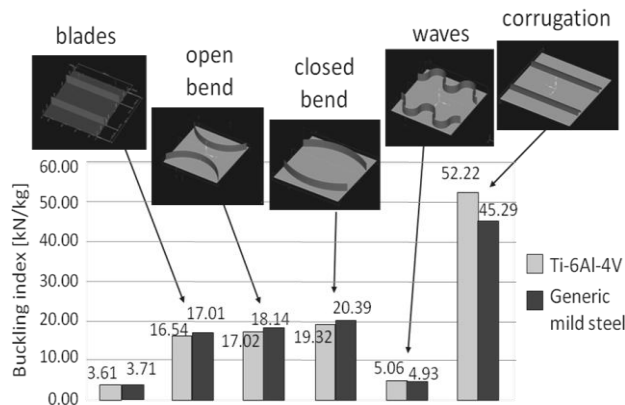 blades
open
bend
closed
bend
waves
corrugation
Buckling index [kN/kg]
60.00
50.00
40.00
30.00
20.00
10.00
0.00
3.61
3.71
16.54
17.01
17.02
18.14
19.32
20.39
5.06
4.93
52.22
45.29
Ti-6Al-4V
Generic
mild steel